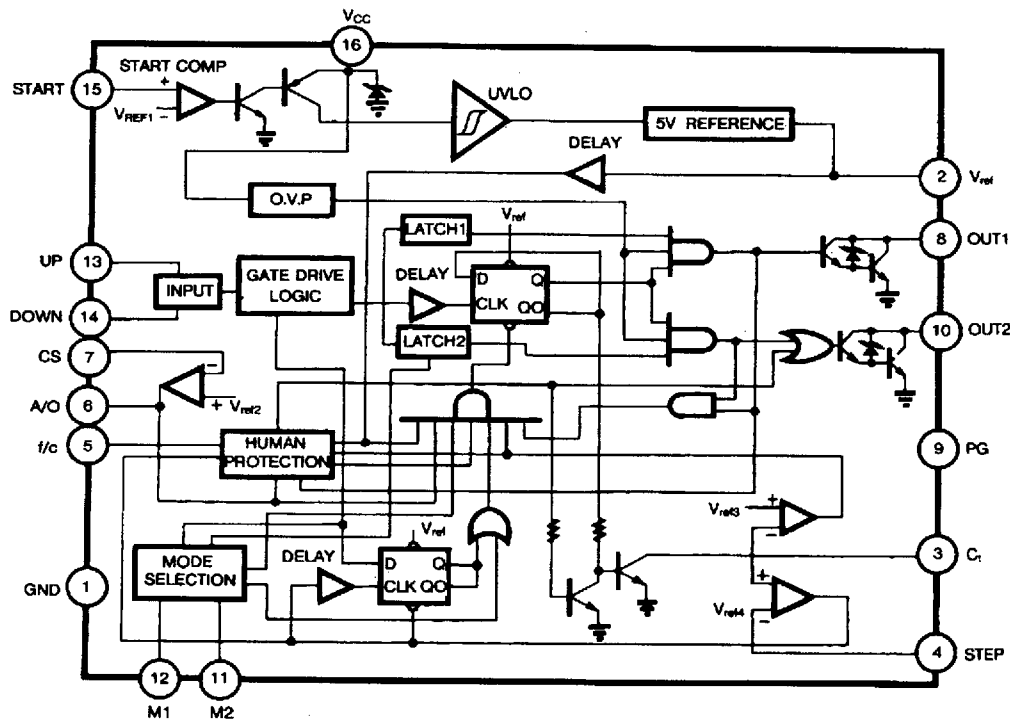 VCC
16
START 15
START COMP
+
VREF1
-
UVLO
5V REFERENCE
DELAY
2 Vref
O.V.P
Vref
LATCH1
8 OUT1
UP 13
INPUT
GATE DRIVE
LOGIC
DELAY
D Q
CLK QO
DOWN 14
LATCH2
10 OUT2
CS 7
-
+ Vref2
A/O 6
f/c 5
HUMAN
PROTECTION
9 PG
Vref3
+
-
Vref
MODE
SELECTION
DELAY
D Q
CLK QO
3 Ct
GND 1
+
Vref4
-
4 STEP
12
11
M1
M2